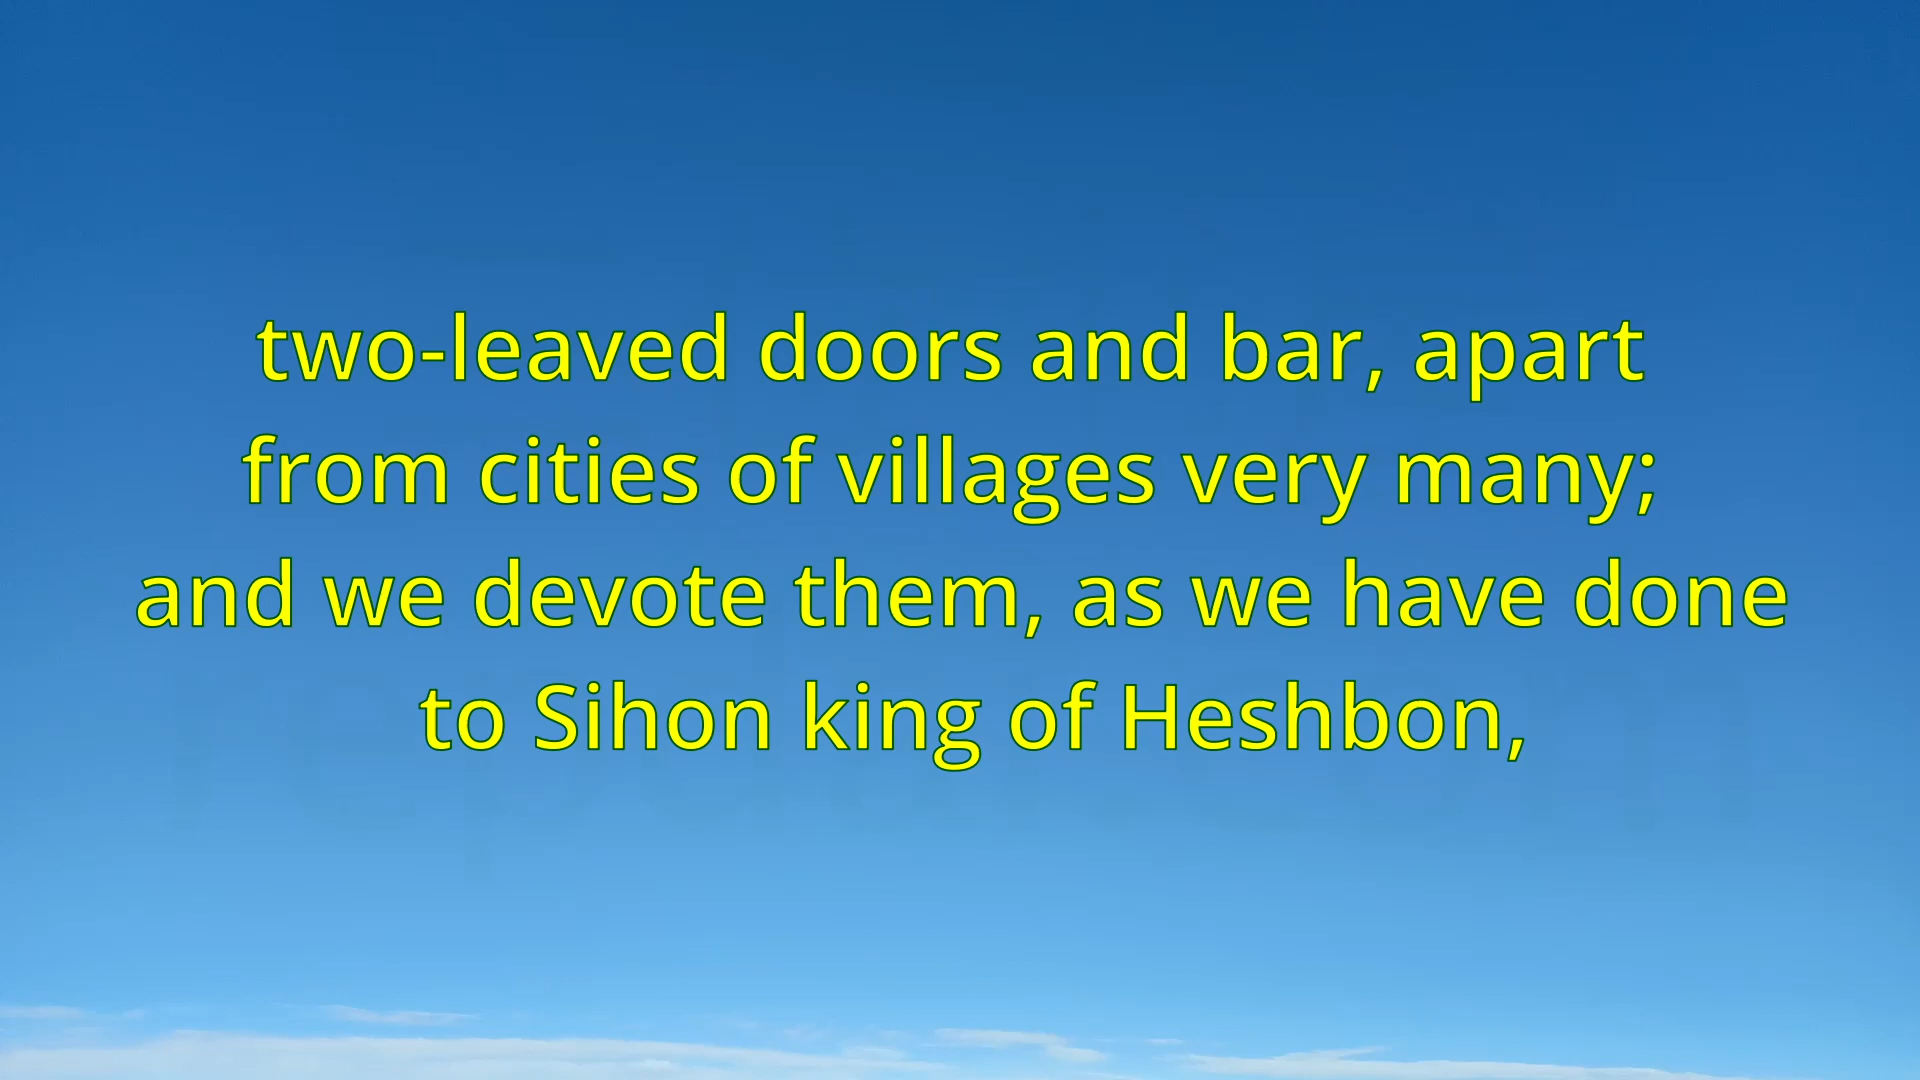 two-leaved doors and bar, apart
from cities of villages very many;
and we devote them, as we have done
to Sihon king of Heshbon,